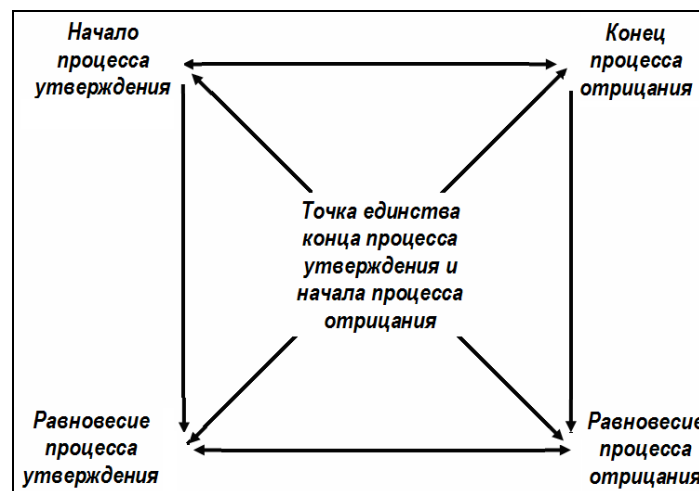 Начало
процесса
утверждения
Конец
процесса
отрицания
Точка единства
конца процесса
утверждения и
начала процесса
отрицания
Равновесие
процесса
утверждения
Равновесие
процесса
отрицания